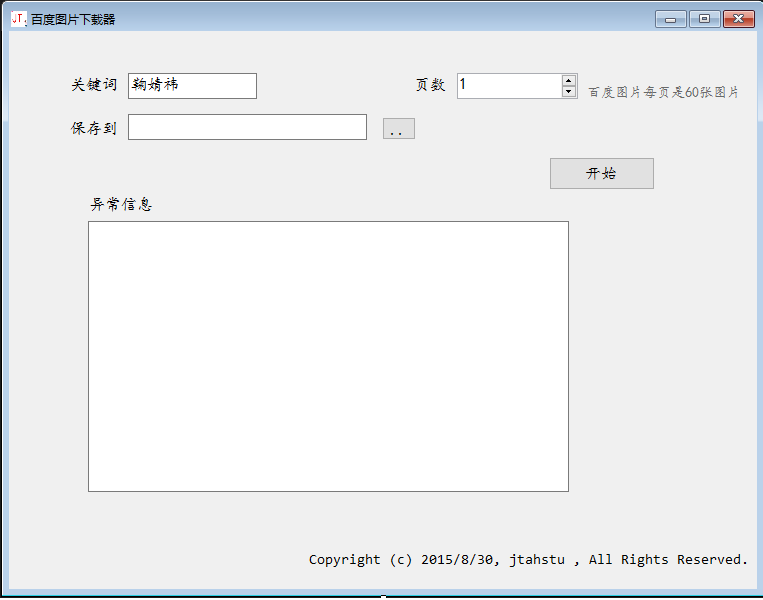 百度图片下载器
关键词 鞠婧祎 页数 1 百度图片每页是60张图片
保存到 ..
开始
异常信息
Copyright (c) 2015/8/30, jtahstu , All Rights Reserved.